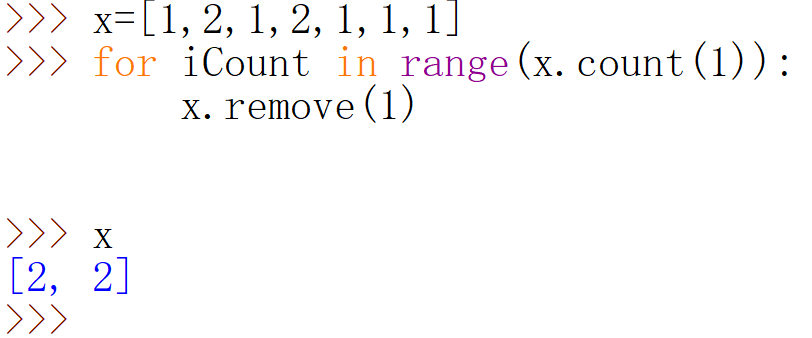 >>> x=[1,2,1,2,1,1,1]
>>> for iCount in range(x.count(1)):
        x.remove(1)
>>> x
[2, 2]
>>>